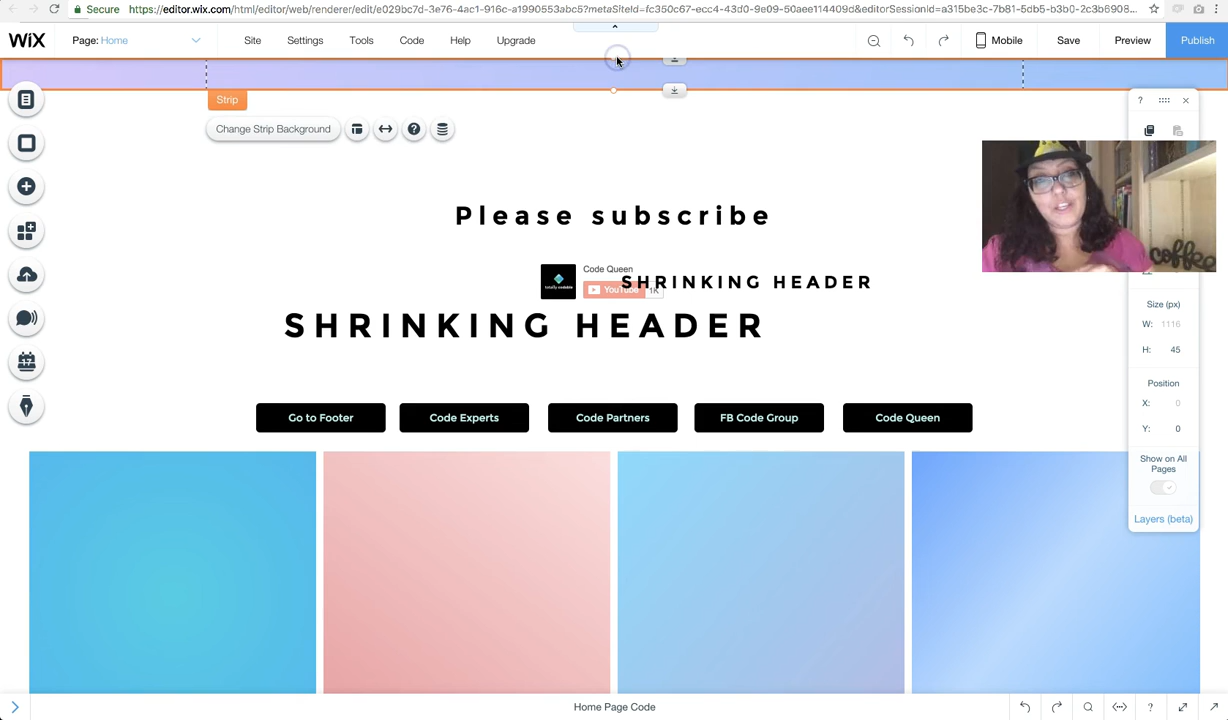 Secure https://editor.wix.com/html/editor/web/renderer/edit/e029bc7d-3e76-4ac1-916c-a1990553abc5?metaSiteId=fc350c67-ecc4-43d0-9e09-50aee114409d&editorSessionId=a315be3c-7b81-5db5-b3b0-2c3b6908...
WiX Page: Home Site Settings Tools Code Help Upgrade Mobile Save Preview Publish
Strip
Change Strip Background
Please subscribe
Code Queen
YouTube 1K
SHRINKING HEADER
SHRINKING HEADER
coffee
Size (px)
W: 1116
H: 45
Position
X: 0
Y: 0
Show on All
Pages
Layers (beta)
Go to Footer Code Experts Code Partners FB Code Group Code Queen
17
Home Page Code